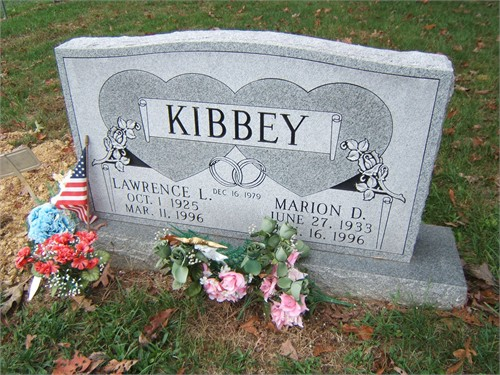 KIBBEY
LAWRENCE L.
OCT. 1 1925
MAR. 11, 1996
DEC 16, 1979
MARION D.
JUNE 27, 1933
16, 1996